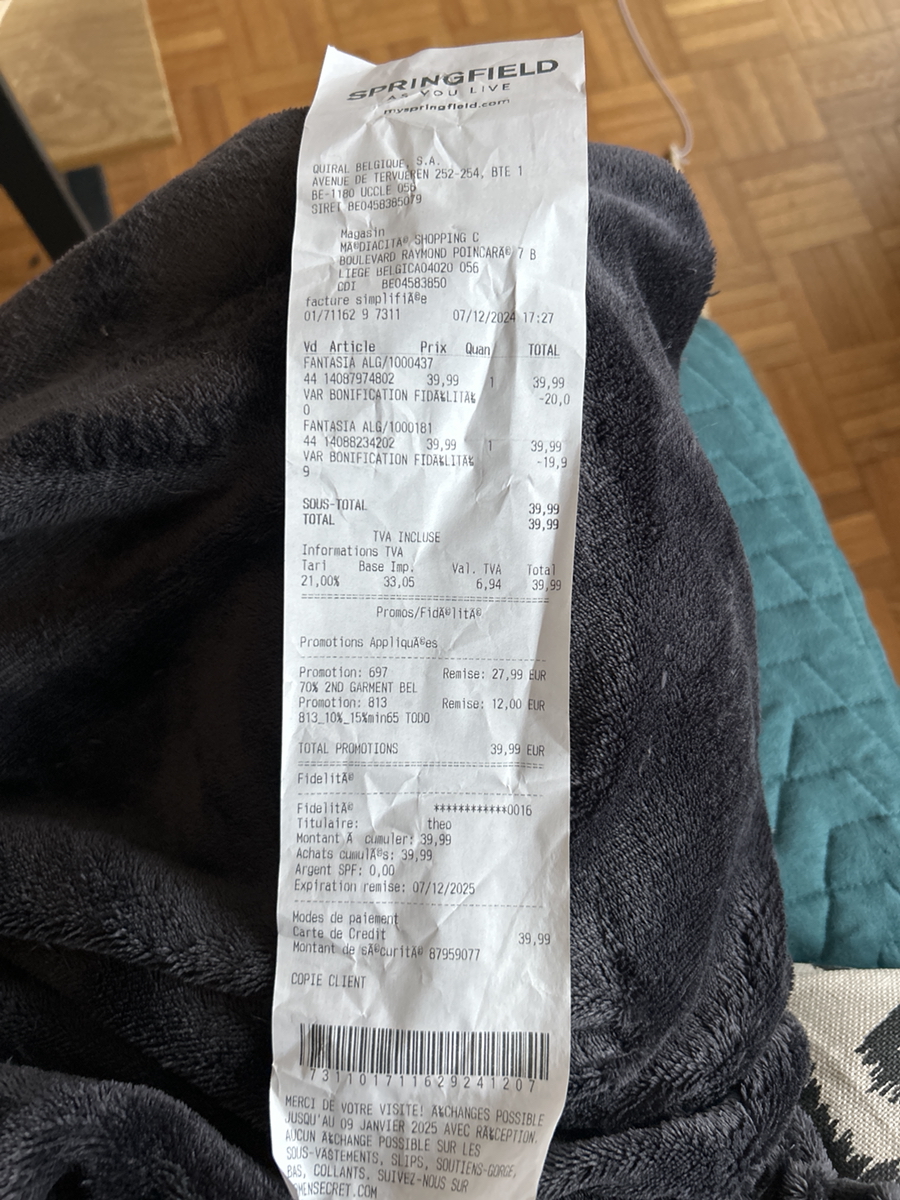 SPRINGFIELD
AS YOU LIVE
myspringfield.com
QUIRAL BELGIQUE, S.A.
AVENUE DE TERVUEREN 252-254, BTE 1
BE-1180 UCCLE 056
SIRET BE0458385079
Magasin
MAÃ©DIACITÃ© SHOPPING C
BOULEVARD RAYMOND POINCARÃ© 7 B
LIEGE BELGICA04020 056
CDI BE04583850
facture simplifiÃ©e
01/71162 9 7311 07/12/2024 17:27
Vd Article Prix Quan TOTAL
FANTASIA ALG/1000437
44 14087974802 39,99 1 39,99
VAR BONIFICATION FIDÃ‰LITÃ‰ -20,0
0
FANTASIA ALG/1000181
44 14088234202 39,99 1 39,99
VAR BONIFICATION FIDÃ‰LITÃ‰ -19,9
9
SOUS-TOTAL 39,99
TOTAL 39,99
TVA INCLUSE
Informations TVA
Tari Base Imp. Val. TVA Total
21,00% 33,05 6,94 39,99
Promos/FidÃ©litÃ©
Promotions AppliquÃ©es
Promotion: 697 Remise: 27,99 EUR
70% 2ND GARMENT BEL
Promotion: 813 Remise: 12,00 EUR
813_10%_15%min65 TODO
TOTAL PROMOTIONS 39,99 EUR
FidelitÃ©
FidelitÃ© ************0016
Titulaire: theo
Montant Ã cumuler: 39,99
Achats cumulÃ©s: 39,99
Argent SPF: 0,00
Expiration remise: 07/12/2025
Modes de paiement
Carte de Credit 39,99
Montant de sÃ©curitÃ© 87959077
COPIE CLIENT
7311017116292412​07
MERCI DE VOTRE VISITE! Ã‰CHANGES POSSIBLE
JUSQU'AU 09 JANVIER 2025 AVEC RÃ‰CEPTION.
AUCUN Ã‰CHANGE POSSIBLE SUR LES
SOUS-VÃŠTEMENTS, SLIPS, SOUTIENS-GORGE,
BAS, COLLANTS. SUIVEZ-NOUS SUR
WOMENSECRET.COM